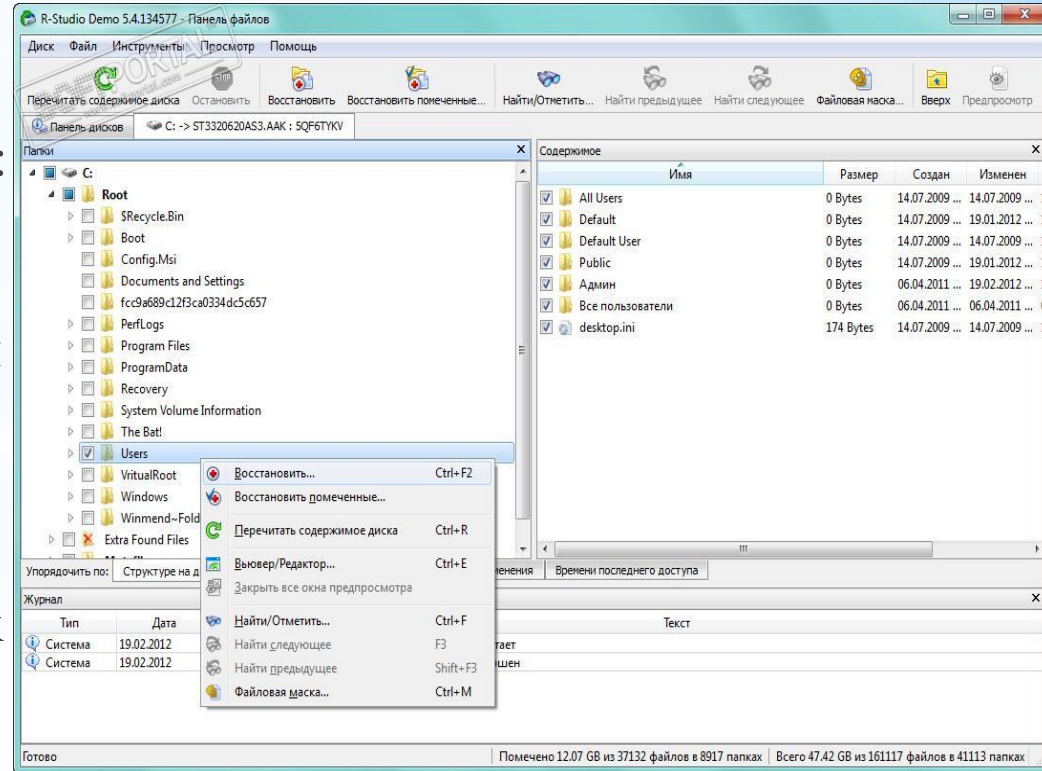 R-Studio Demo 5.4.134577 - Панель файлов
Диск Файл Инструменты Просмотр Помощь
Перечитать содержимое диска Остановить Восстановить Восстановить помеченные... Найти/Отметить... Найти предыдущее Найти следующее Файловая маска... Вверх Предпросмотр
Панель дисков C: -> ST3320620AS3.AAK : 5QF6TYKV
Папки
C:
Root
$Recycle.Bin
Boot
Config.Msi
Documents and Settings
fcc9a689c12f3ca0334dc5c657
PerfLogs
Program Files
ProgramData
Recovery
System Volume Information
The Bat!
Users
VritualRoot
Windows
Winmend~Fold
Extra Found Files
Восстановить... Ctrl+F2
Восстановить помеченные...
Перечитать содержимое диска Ctrl+R
Вьювер/Редактор... Ctrl+E
Закрыть все окна предпросмотра
Найти/Отметить... Ctrl+F
Найти следующее F3
Найти предыдущее Shift+F3
Файловая маска... Ctrl+M
Содержимое
Имя Размер Создан Изменен
All Users 0 Bytes 14.07.2009 ... 14.07.2009 ...
Default 0 Bytes 14.07.2009 ... 19.01.2012 ...
Default User 0 Bytes 14.07.2009 ... 14.07.2009 ...
Public 0 Bytes 14.07.2009 ... 19.01.2012 ...
Админ 0 Bytes 06.04.2011 ... 19.02.2012 ...
Все пользователи 0 Bytes 06.04.2011 ... 06.04.2011 ...
desktop.ini 174 Bytes 14.07.2009 ... 14.07.2009 ...
Упорядочить по: Структуре на д енения Времени последнего доступа
Журнал
Тип Дата Текст
Система 19.02.2012 тает
Система 19.02.2012 шен
Готово Помечено 12.07 GB из 37132 файлов в 8917 папках Всего 47.42 GB из 161117 файлов в 41113 папках